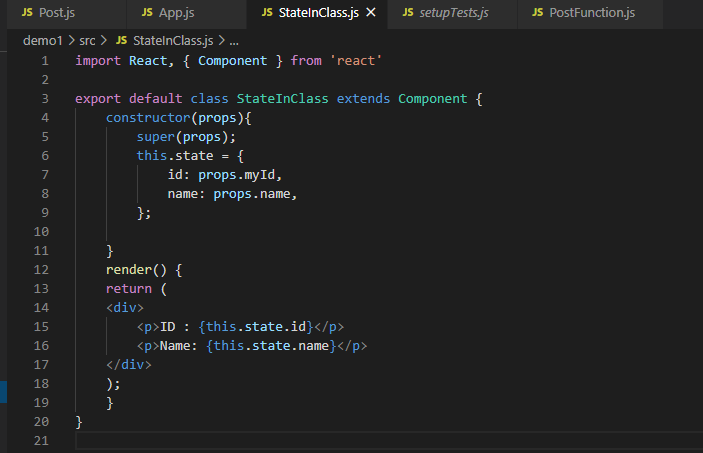 JS Post.js JS App.js JS StateInClass.js × JS setupTests.js JS PostFunction.js
demo1 > src > JS StateInClass.js > ...
1 import React, { Component } from 'react'
2
3 export default class StateInClass extends Component {
4     constructor(props){
5         super(props);
6         this.state = {
7             id: props.myId,
8             name: props.name,
9         };
10
11     }
12     render() {
13     return (
14     <div>
15         <p>ID : {this.state.id}</p>
16         <p>Name: {this.state.name}</p>
17     </div>
18     );
19     }
20 }
21